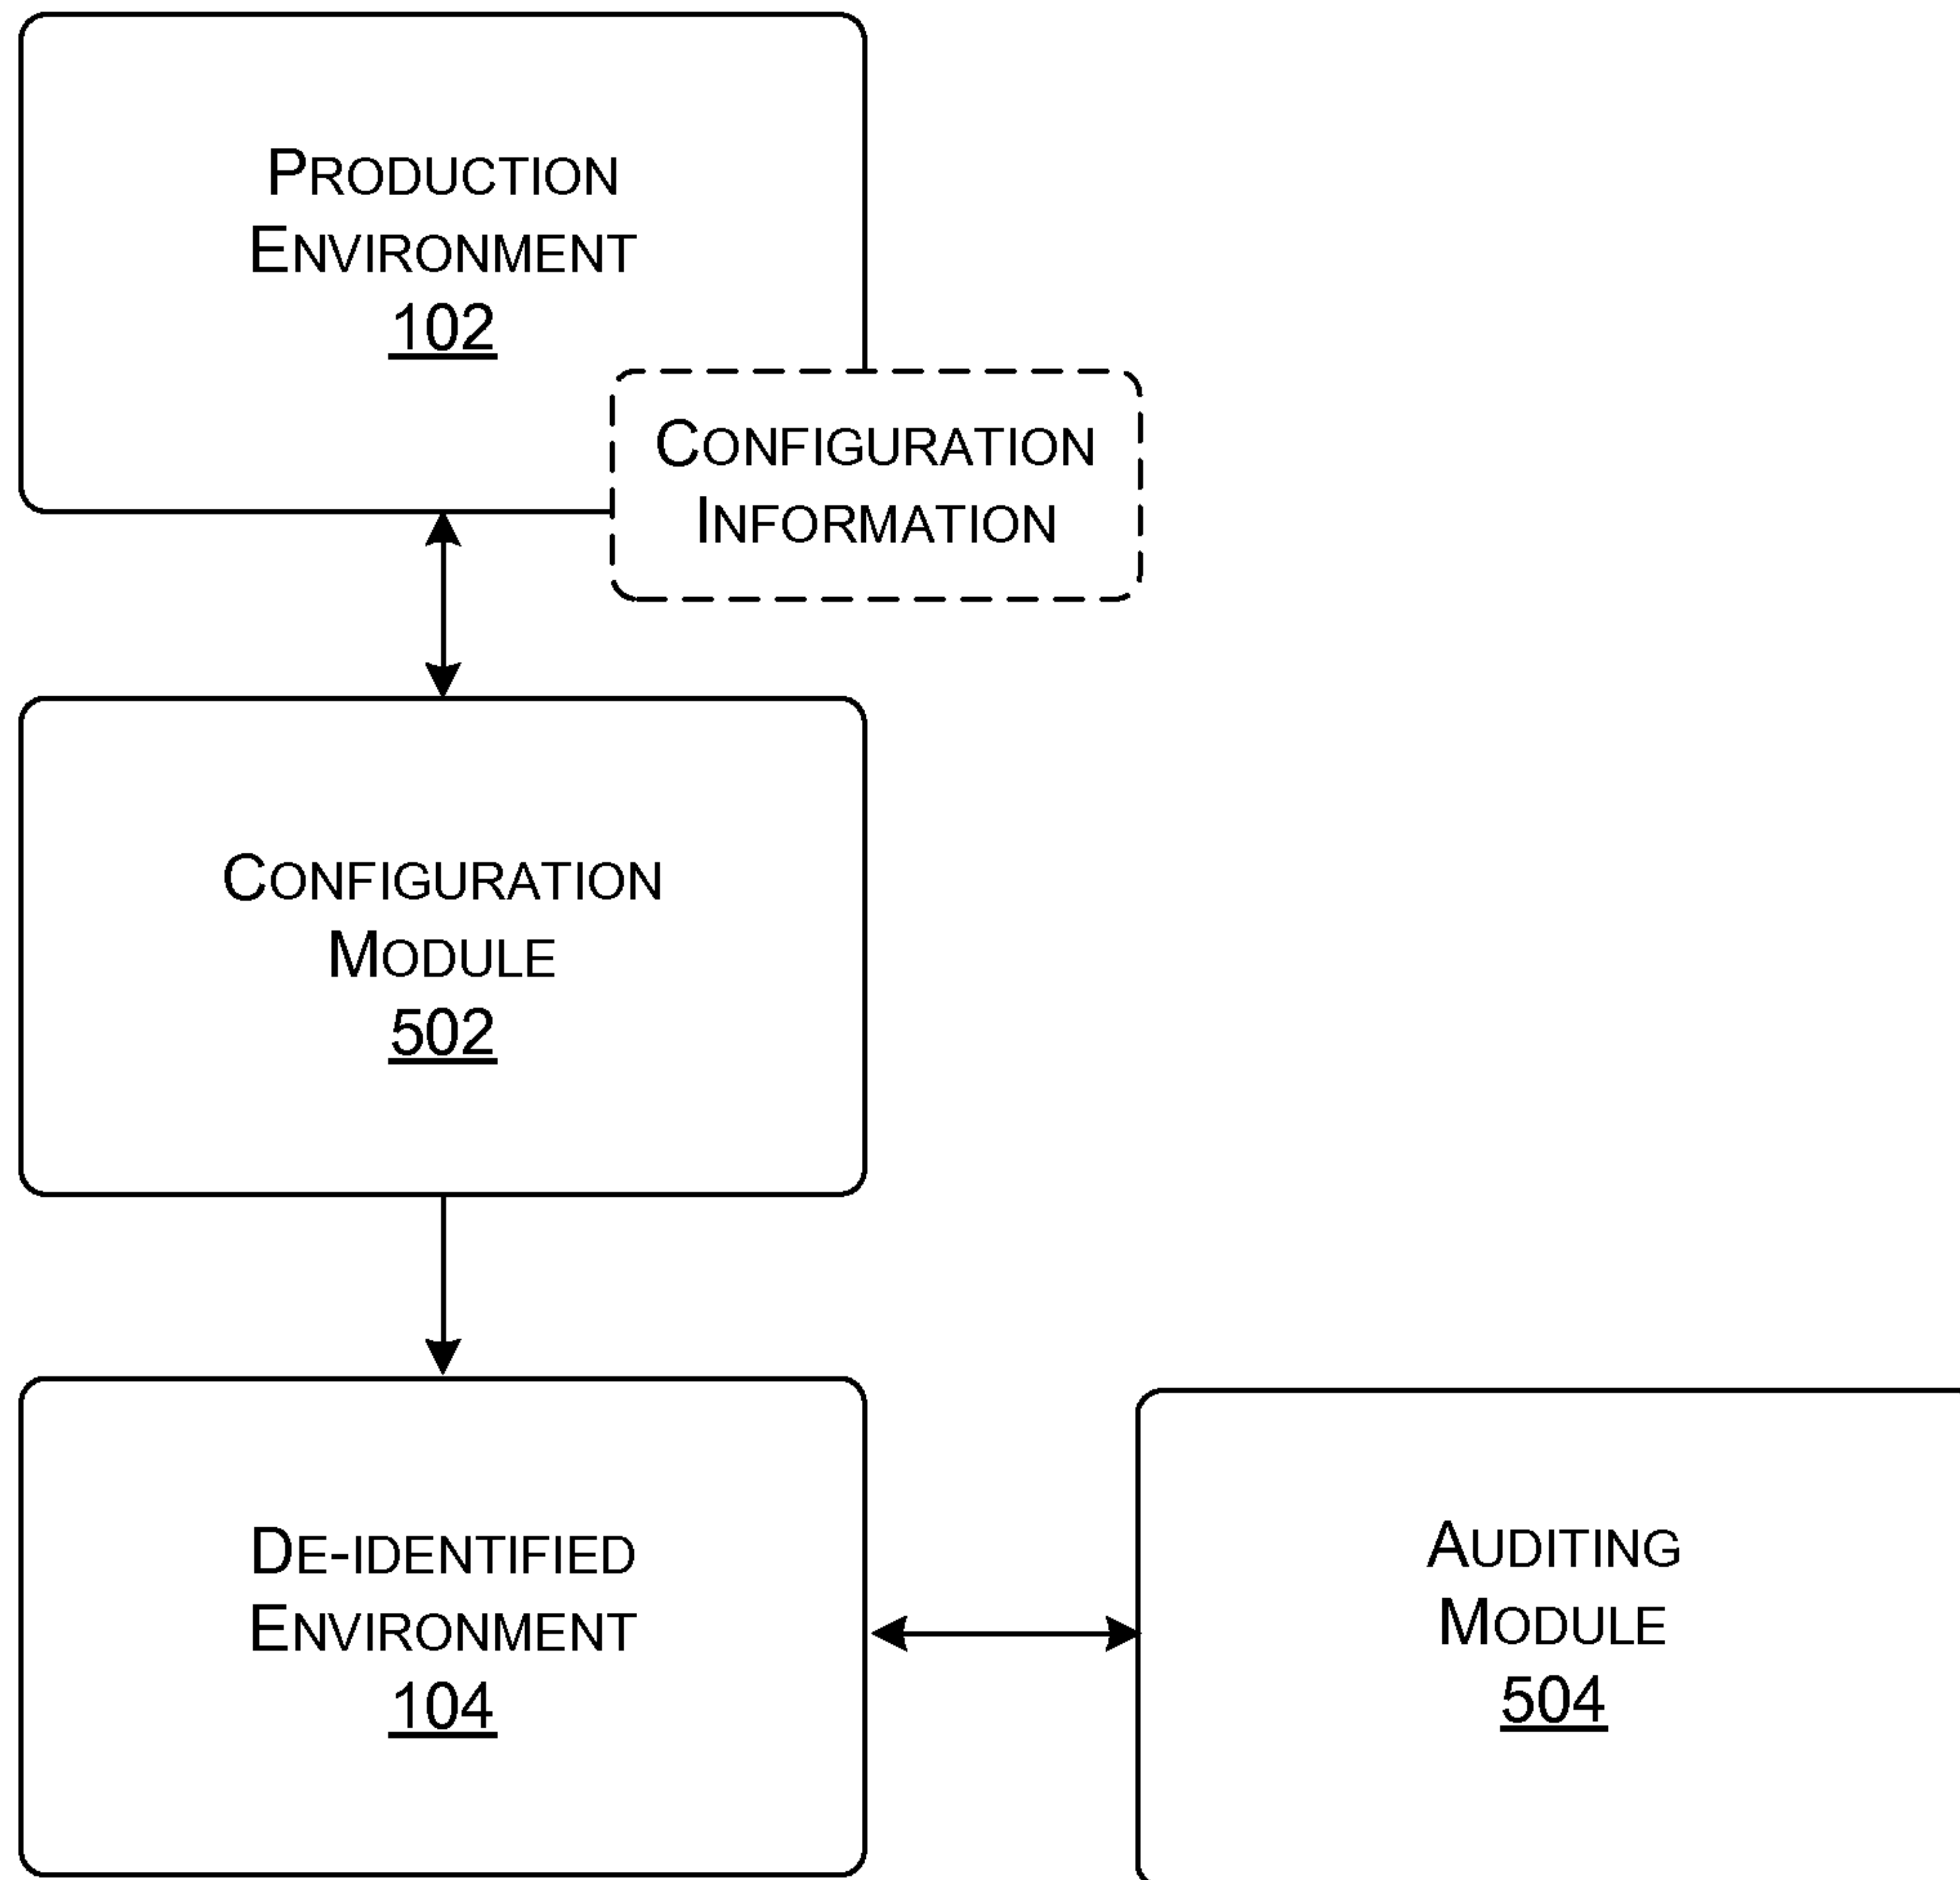 PRODUCTION
ENVIRONMENT
102
CONFIGURATION
INFORMATION
CONFIGURATION
MODULE
502
DE-IDENTIFIED
ENVIRONMENT
104
AUDITING
MODULE
504